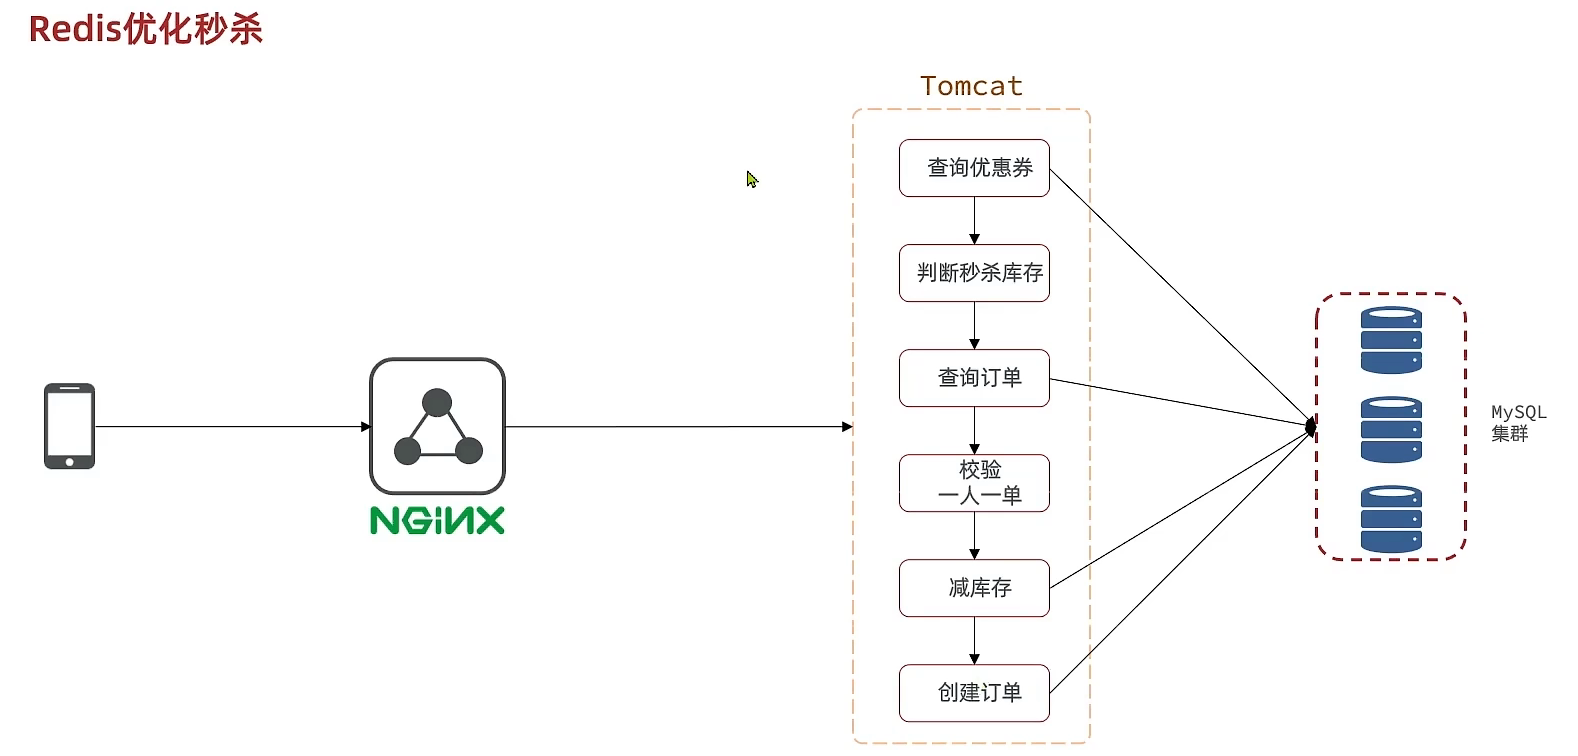 Redis优化秒杀
Tomcat
查询优惠券
判断秒杀库存
查询订单
校验
一人一单
减库存
创建订单
NGiNX
MySQL
集群